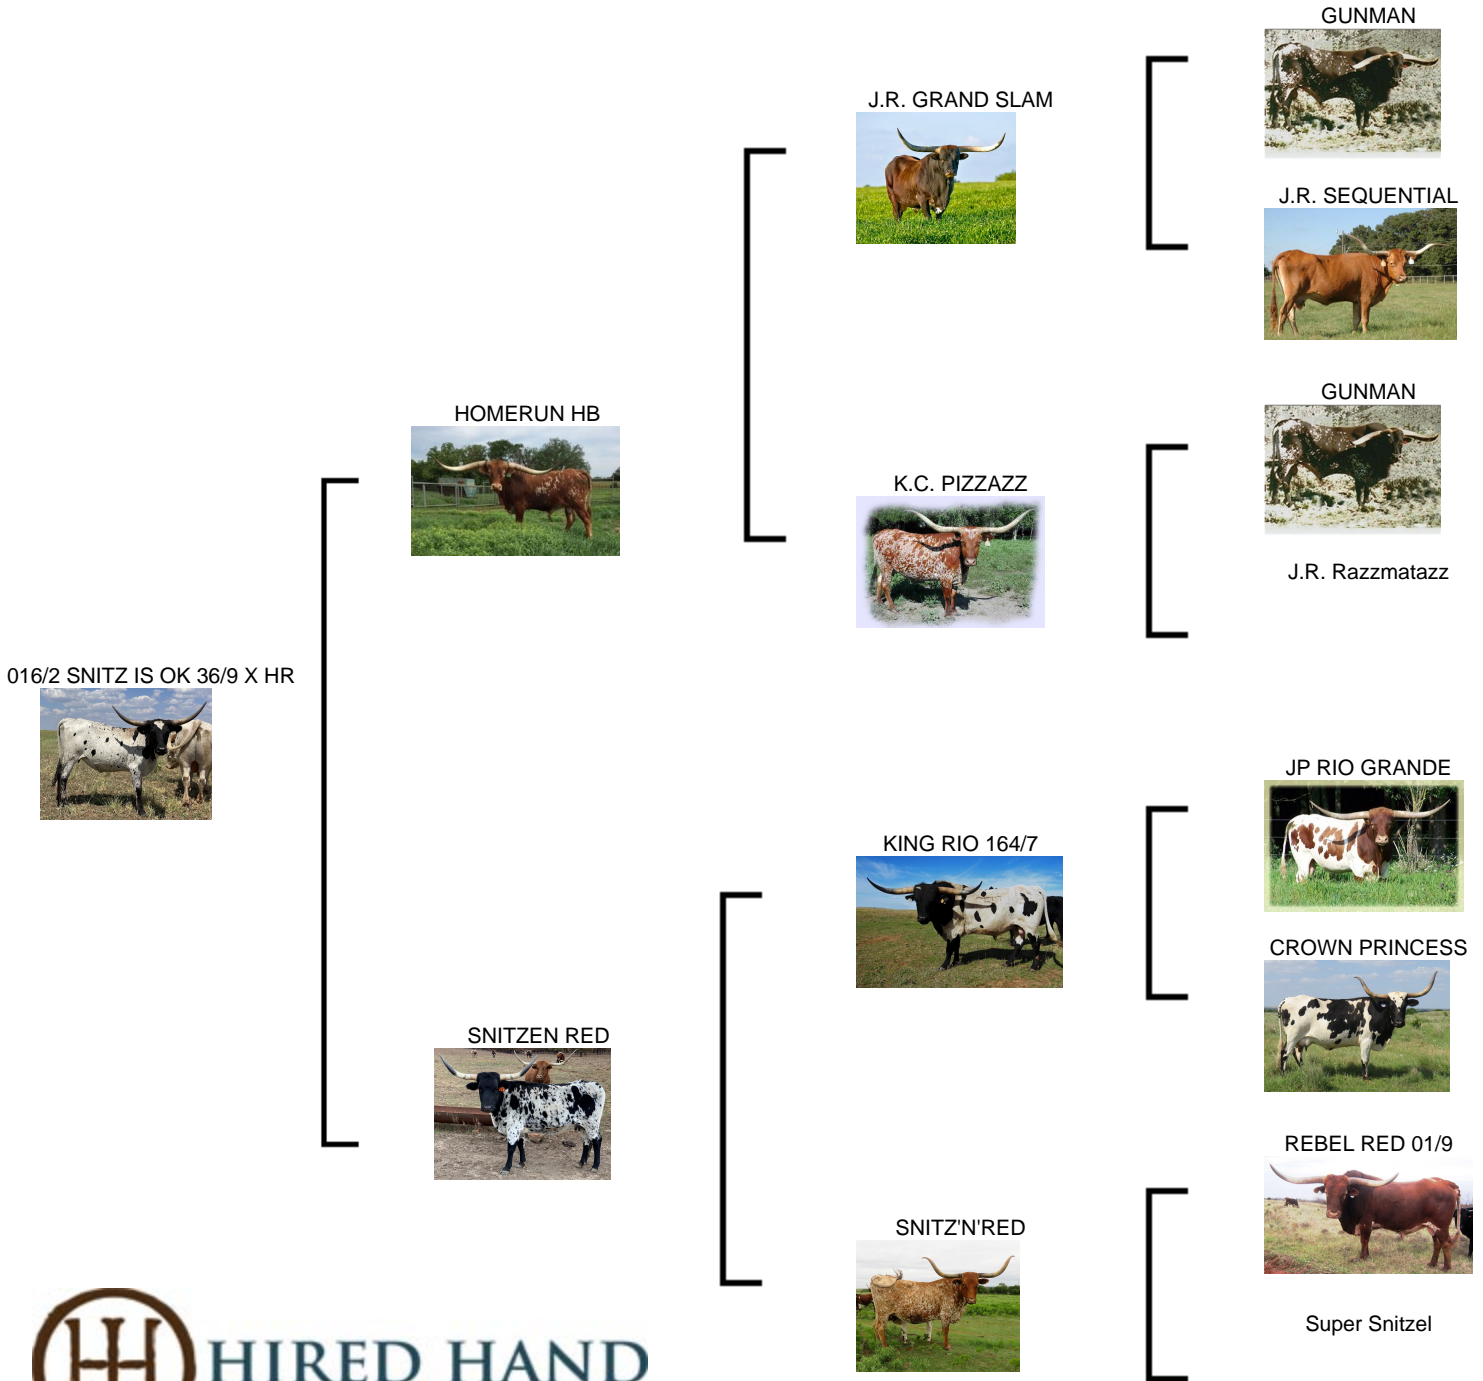 GUNMAN
J.R. GRAND SLAM
J.R. SEQUENTIAL
GUNMAN
HOMERUN HB
K.C. PIZZAZZ
J.R. Razzmatazz
016/2 SNITZ IS OK 36/9 X HR
JP RIO GRANDE
KING RIO 164/7
CROWN PRINCESS
SNITZEN RED
REBEL RED 01/9
SNITZ'N'RED
Super Snitzel
HIRED HAND